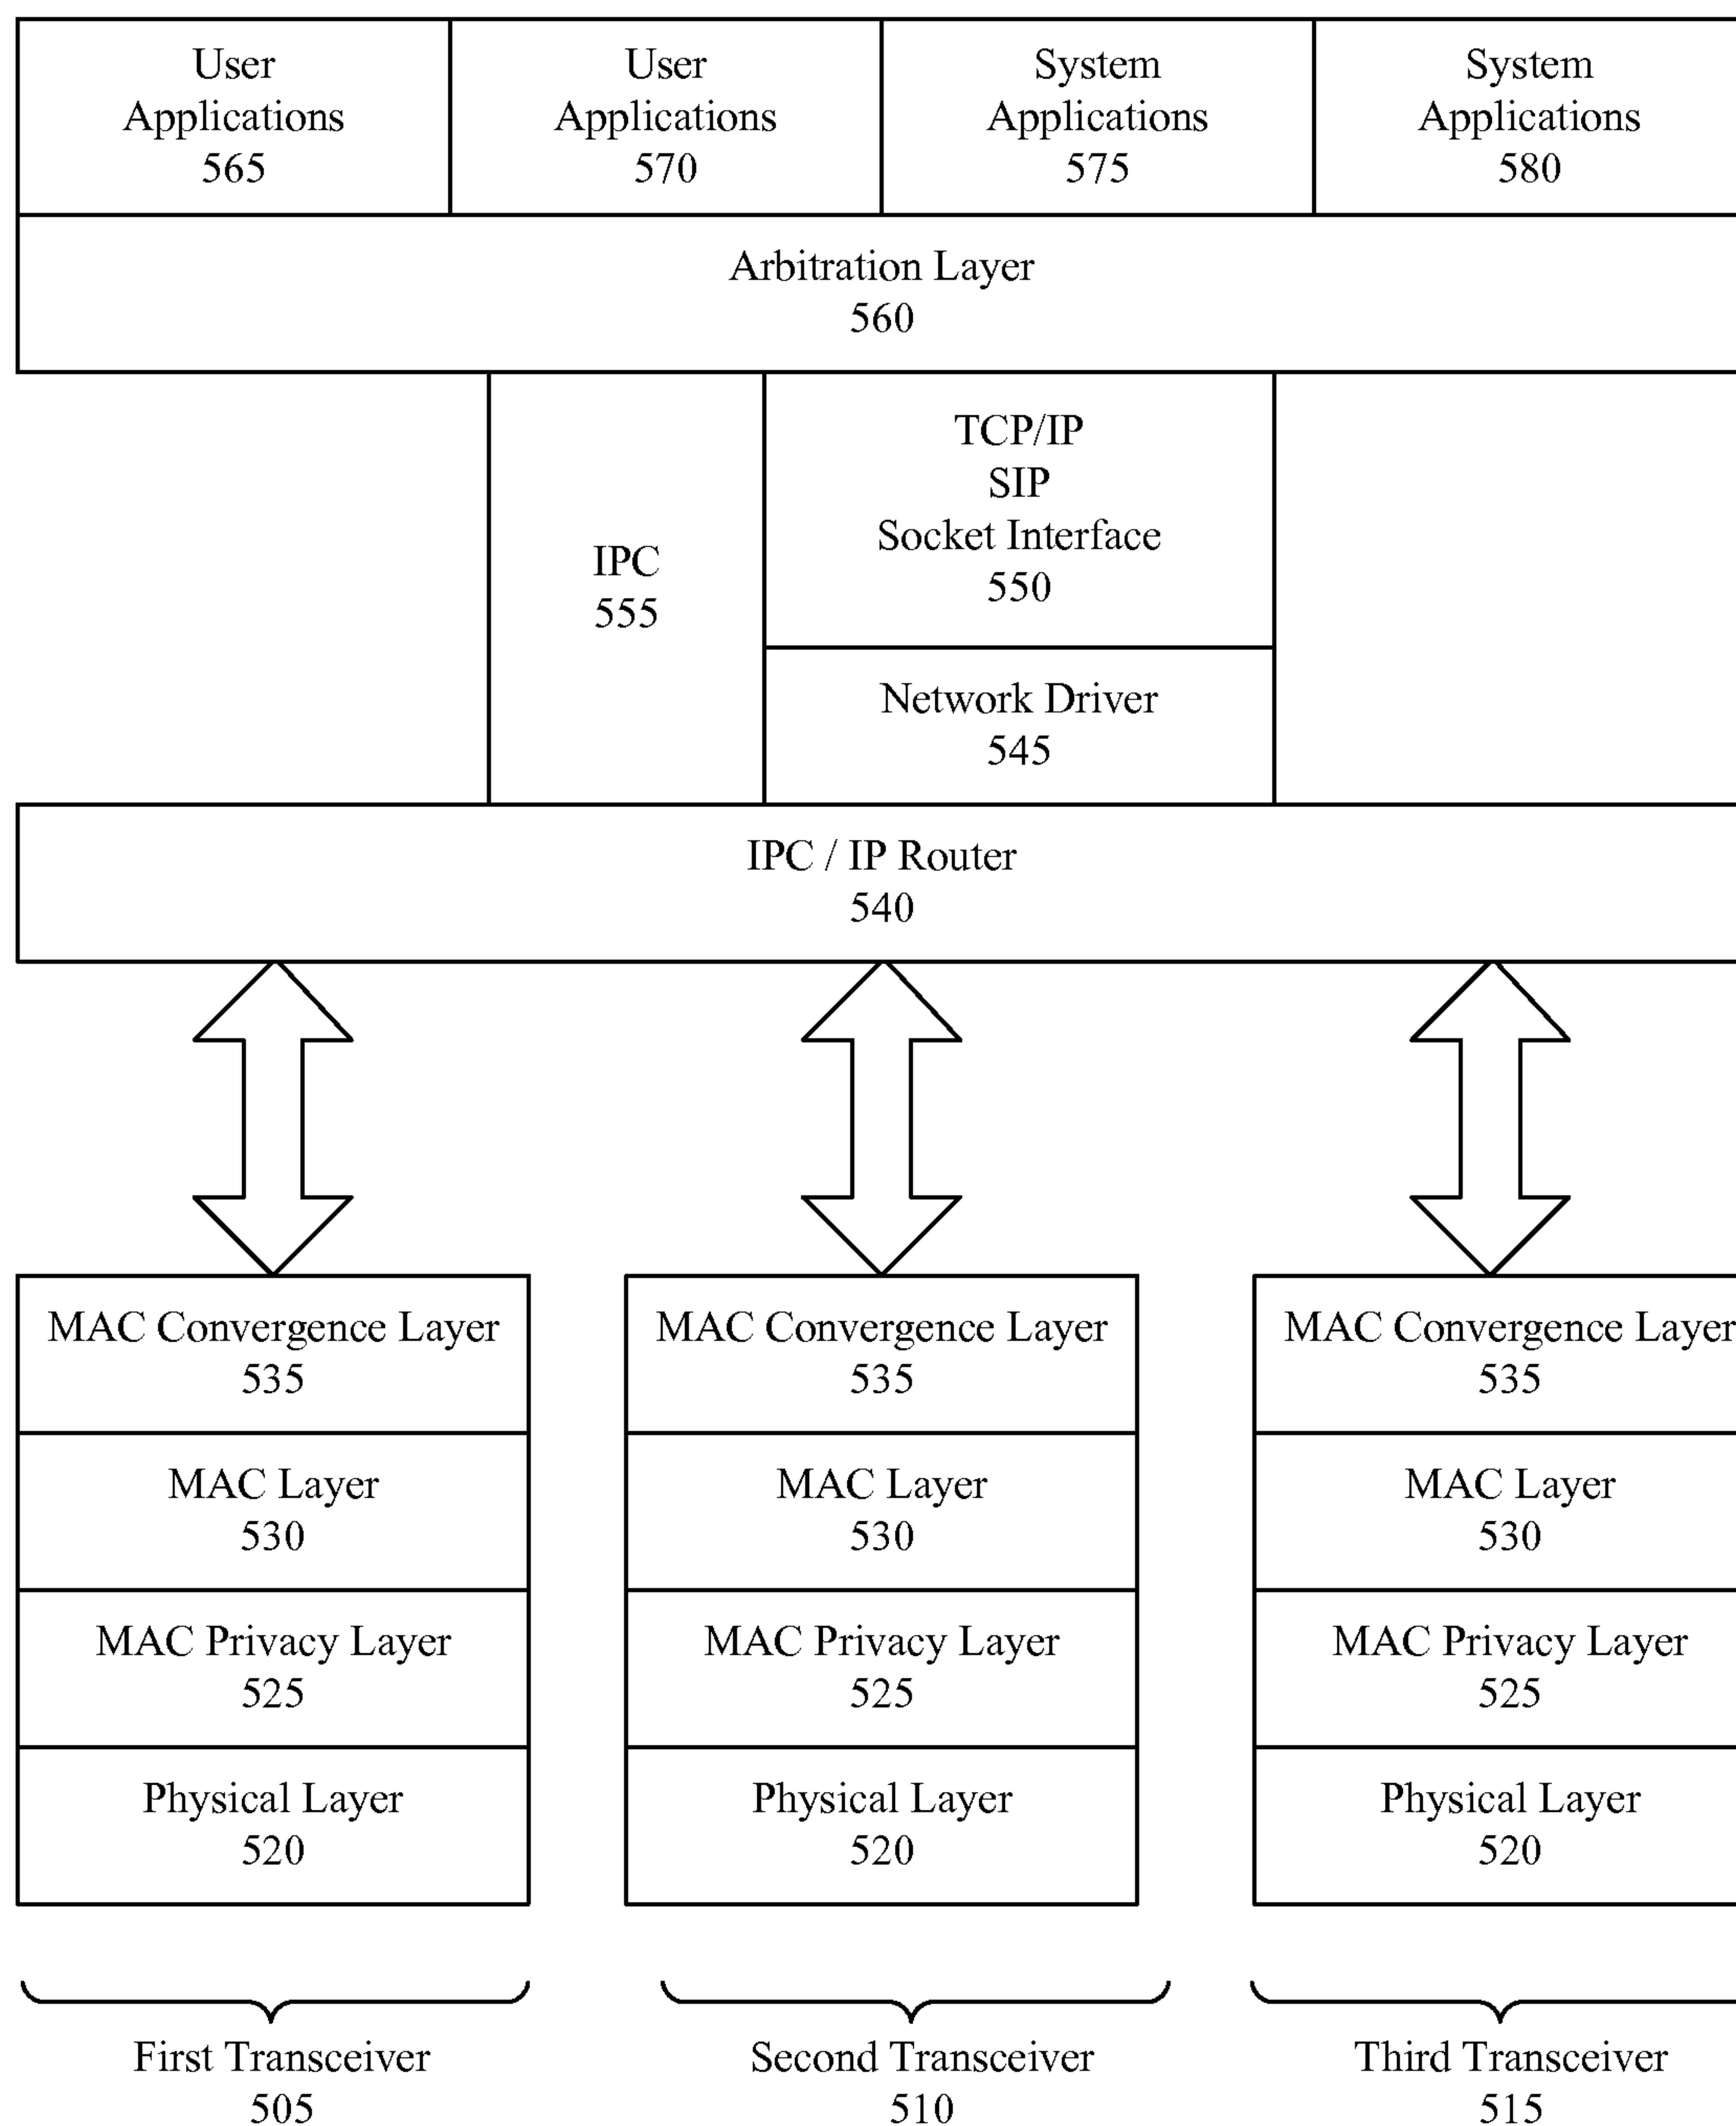 User
Applications
565
User
Applications
570
System
Applications
575
System
Applications
580
Arbitration Layer
560
IPC
555
TCP/IP
SIP
Socket Interface
550
Network Driver
545
IPC / IP Router
540
MAC Convergence Layer
535
MAC Layer
530
MAC Privacy Layer
525
Physical Layer
520
First Transceiver
505
MAC Convergence Layer
535
MAC Layer
530
MAC Privacy Layer
525
Physical Layer
520
Second Transceiver
510
MAC Convergence Layer
535
MAC Layer
530
MAC Privacy Layer
525
Physical Layer
520
Third Transceiver
515